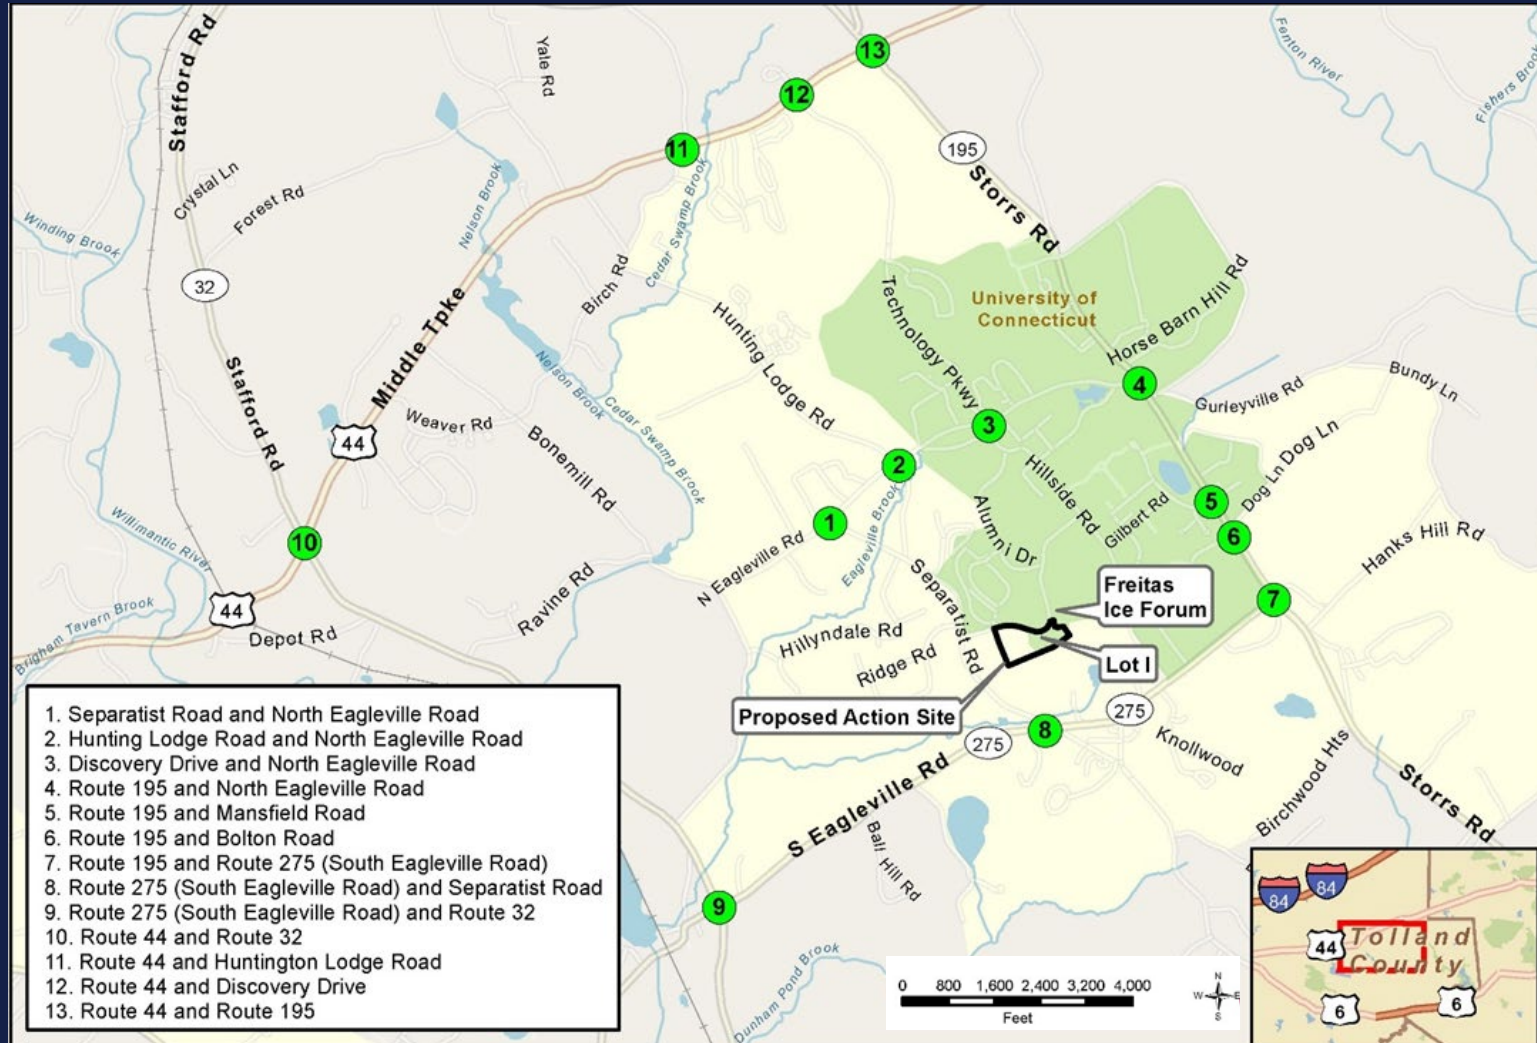 Stafford Rd
Yale Rd
13
12
Fenton River
Fishers Brook
11
195
Storrs Rd
Crystal Ln
Forest Rd
Nelson Brook
Cedar Swamp Brook
Winding Brook
32
Birch Rd
Middle Tpke
Technology Pkwy
University of
Connecticut
Horse Barn Hill Rd
Hunting Lodge Rd
Nelson Brook
Stafford Rd
4
Gurleyville Rd
Bundy Ln
44
Weaver Rd
Bonemill Rd
Cedar Swamp Brook
3
2
Hillside Rd
Gilbert Rd
Dog Ln
Dog Ln
5
6
1
Alumni Dr
Eagleville Brook
N Eagleville Rd
Hanks Hill Rd
Willimantic River
10
Separatist Rd
Freitas
Ice Forum
7
44
Brigham Tavern Brook
Depot Rd
Ravine Rd
Hillyndale Rd
Ridge Rd
Lot I
Proposed Action Site
275
8
275
Knollwood
S Eagleville Rd
Ball Hill Rd
Birchwood Hts
Storrs Rd
9
Dunham Pond Brook
1. Separatist Road and North Eagleville Road
2. Hunting Lodge Road and North Eagleville Road
3. Discovery Drive and North Eagleville Road
4. Route 195 and North Eagleville Road
5. Route 195 and Mansfield Road
6. Route 195 and Bolton Road
7. Route 195 and Route 275 (South Eagleville Road)
8. Route 275 (South Eagleville Road) and Separatist Road
9. Route 275 (South Eagleville Road) and Route 32
10. Route 44 and Route 32
11. Route 44 and Huntington Lodge Road
12. Route 44 and Discovery Drive
13. Route 44 and Route 195
0 800 1,600 2,400 3,200 4,000
Feet
N
W E
S
84
84
44
Tolland
County
6
6